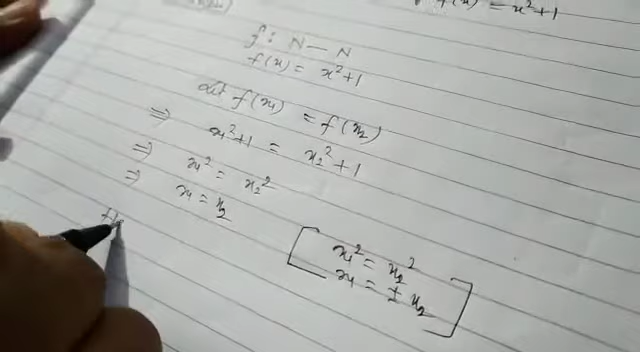 f(x) = x²+1
f: N — N
f(x) = x²+1
Let f(x₁) = f(x₂)
⇒ x₁²+1 = x₂²+1
⇒ x₁² = x₂²
⇒ x₁ = x₂
x₁² = x₂²
x₁ = ± x₂